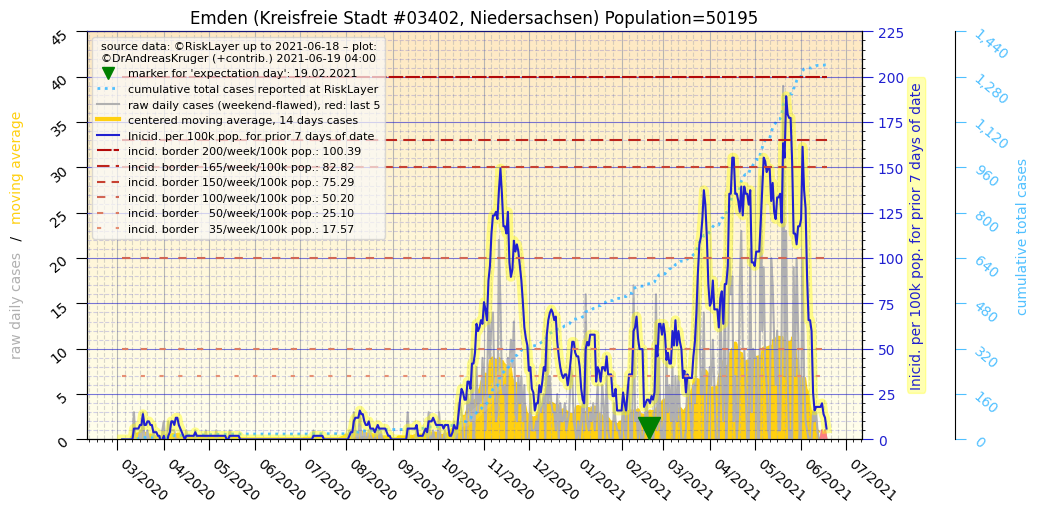 Emden (Kreisfreie Stadt #03402, Niedersachsen) Population=50195
source data: ©RiskLayer up to 2021-06-18 – plot:
©DrAndreasKruger (+contrib.) 2021-06-19 04:00
marker for 'expectation day': 19.02.2021
cumulative total cases reported at RiskLayer
raw daily cases (weekend-flawed), red: last 5
centered moving average, 14 days cases
Inicid. per 100k pop. for prior 7 days of date
incid. border 200/week/100k pop.: 100.39
incid. border 165/week/100k pop.: 82.82
incid. border 150/week/100k pop.: 75.29
incid. border 100/week/100k pop.: 50.20
incid. border 50/week/100k pop.: 25.10
incid. border 35/week/100k pop.: 17.57
raw daily cases / moving average
45
40
35
30
25
20
15
10
5
0
03/2020
04/2020
05/2020
06/2020
07/2020
08/2020
09/2020
10/2020
11/2020
12/2020
01/2021
02/2021
03/2021
04/2021
05/2021
06/2021
07/2021
225
200
175
150
125
100
75
50
25
0
Inicid. per 100k pop. for prior 7 days of date
1,440
1,280
1,120
960
800
640
480
320
160
0
cumulative total cases